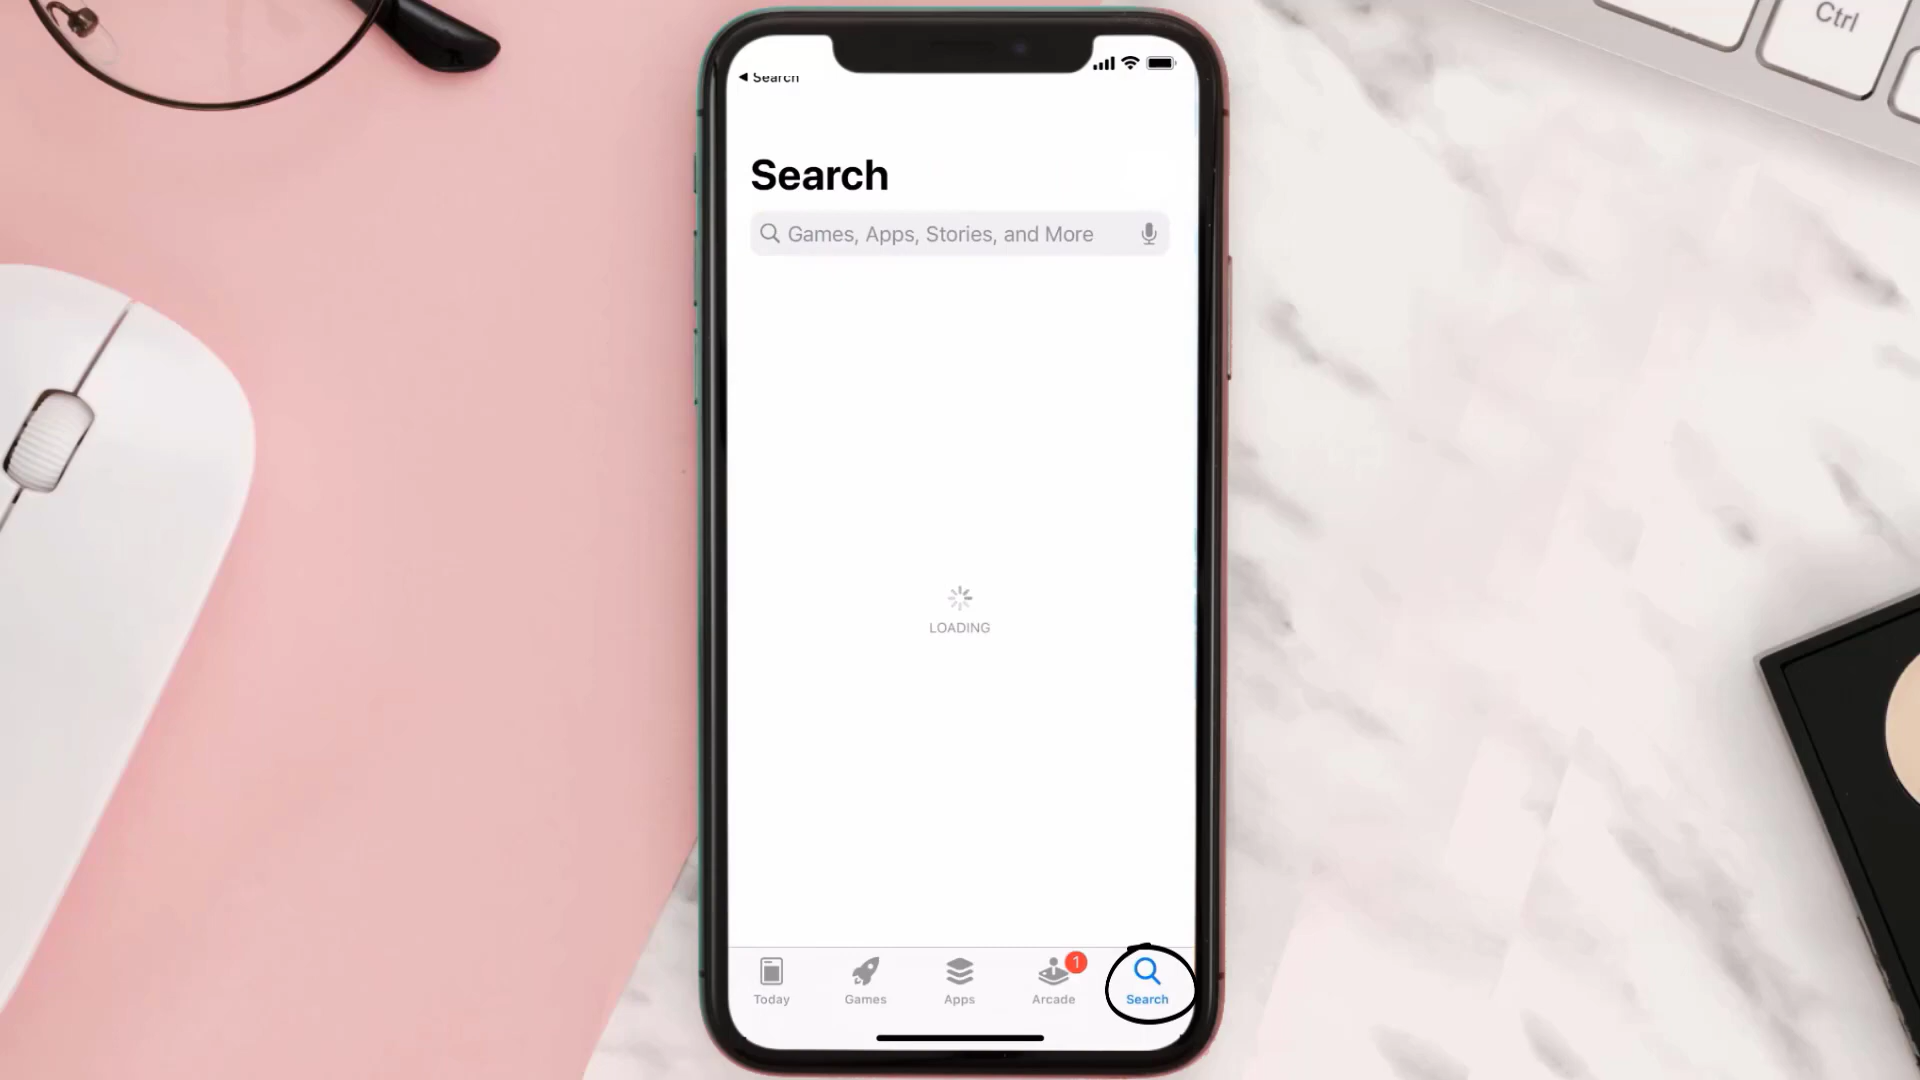 Ctrl
Search
Search
Games, Apps, Stories, and More
LOADING
1
Today
Games
Apps
Arcade
Search